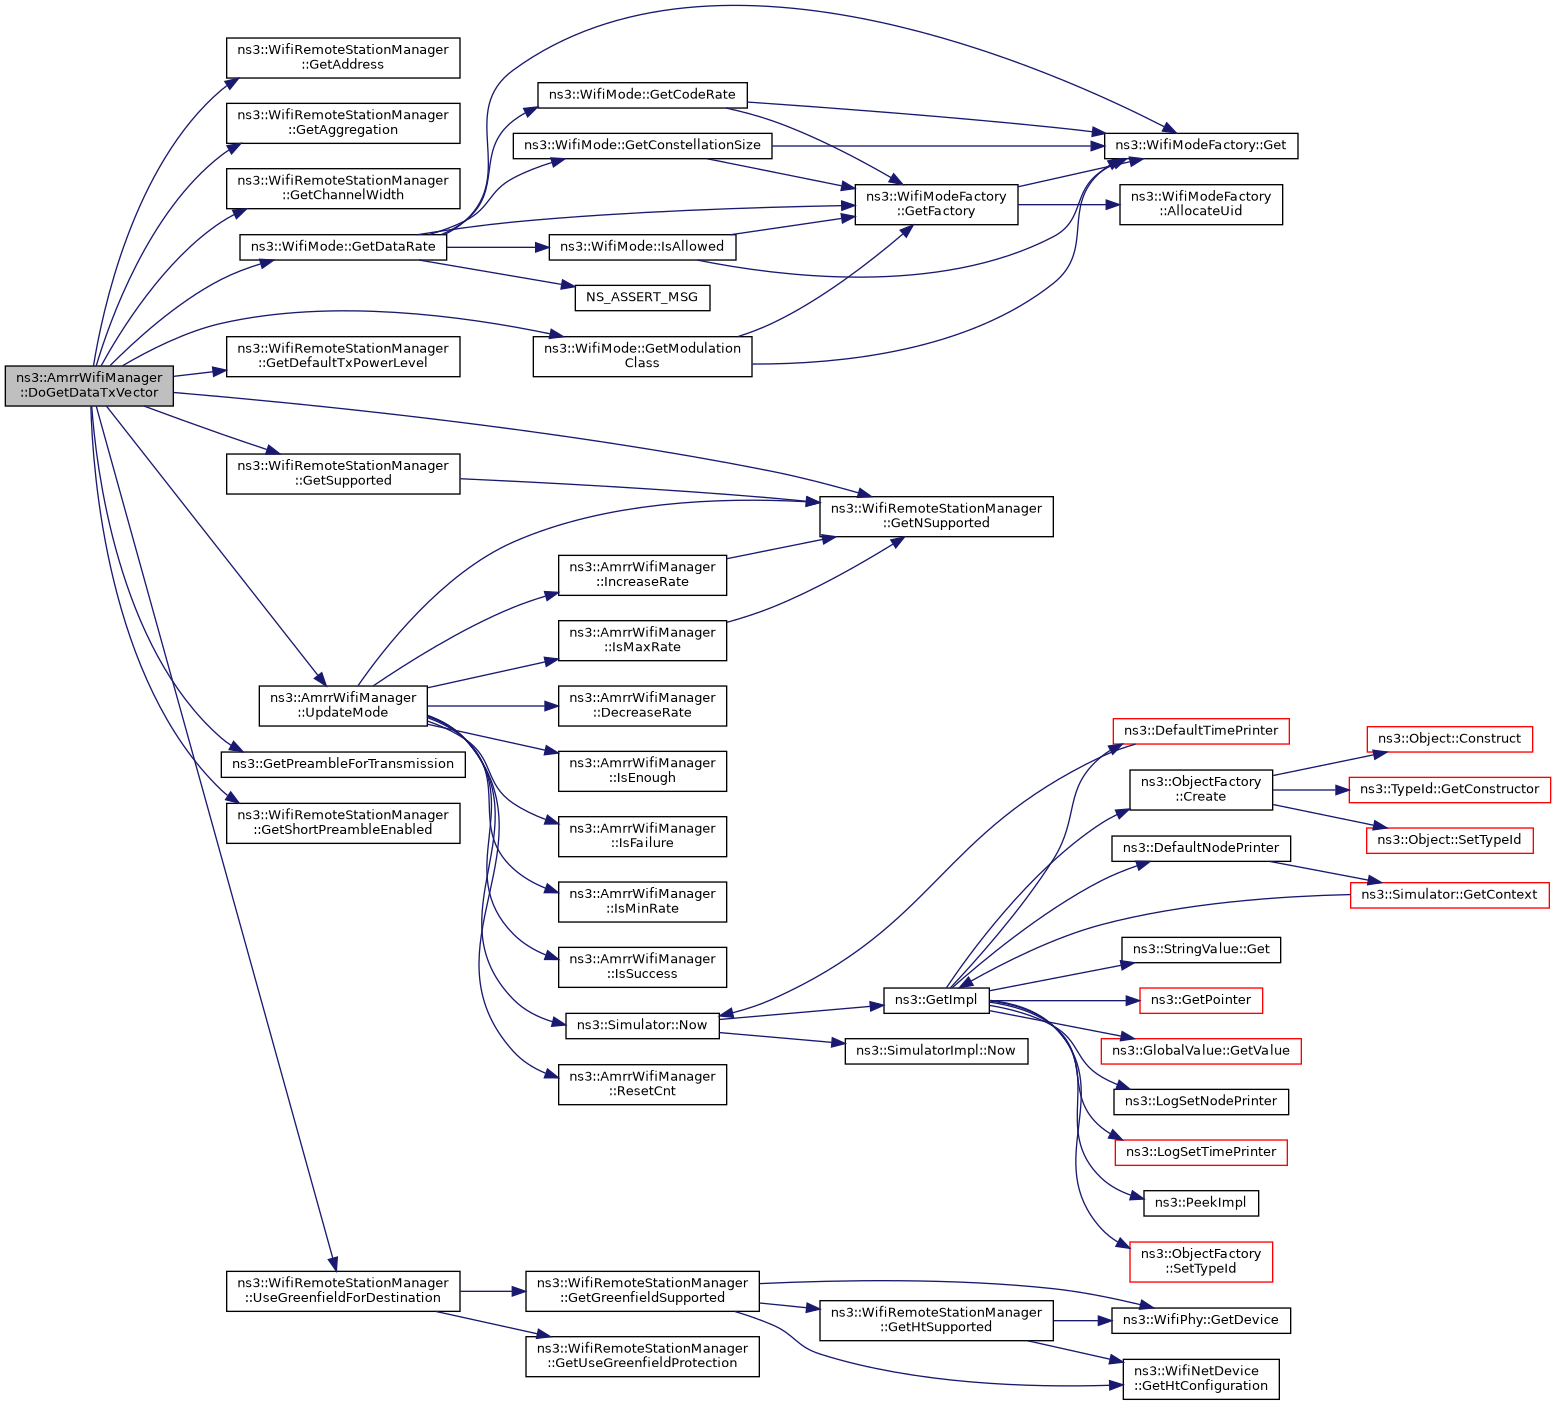 ns3::AmrrWifiManager
::DoGetDataTxVector
ns3::WifiRemoteStationManager
::GetAddress
ns3::WifiRemoteStationManager
::GetAggregation
ns3::WifiRemoteStationManager
::GetChannelWidth
ns3::WifiMode::GetDataRate
ns3::WifiRemoteStationManager
::GetDefaultTxPowerLevel
ns3::WifiRemoteStationManager
::GetSupported
ns3::AmrrWifiManager
::UpdateMode
ns3::GetPreambleForTransmission
ns3::WifiRemoteStationManager
::GetShortPreambleEnabled
ns3::WifiRemoteStationManager
::UseGreenfieldForDestination
ns3::WifiMode::GetCodeRate
ns3::WifiMode::GetConstellationSize
ns3::WifiMode::IsAllowed
NS_ASSERT_MSG
ns3::WifiMode::GetModulation
Class
ns3::AmrrWifiManager
::IncreaseRate
ns3::AmrrWifiManager
::IsMaxRate
ns3::AmrrWifiManager
::DecreaseRate
ns3::AmrrWifiManager
::IsEnough
ns3::AmrrWifiManager
::IsFailure
ns3::AmrrWifiManager
::IsMinRate
ns3::AmrrWifiManager
::IsSuccess
ns3::Simulator::Now
ns3::AmrrWifiManager
::ResetCnt
ns3::WifiRemoteStationManager
::GetGreenfieldSupported
ns3::WifiRemoteStationManager
::GetUseGreenfieldProtection
ns3::WifiModeFactory
::GetFactory
ns3::WifiRemoteStationManager
::GetNSupported
ns3::GetImpl
ns3::SimulatorImpl::Now
ns3::WifiRemoteStationManager
::GetHtSupported
ns3::WifiModeFactory::Get
ns3::WifiModeFactory
::AllocateUid
ns3::DefaultTimePrinter
ns3::ObjectFactory
::Create
ns3::DefaultNodePrinter
ns3::StringValue::Get
ns3::GetPointer
ns3::GlobalValue::GetValue
ns3::LogSetNodePrinter
ns3::LogSetTimePrinter
ns3::PeekImpl
ns3::ObjectFactory
::SetTypeId
ns3::WifiPhy::GetDevice
ns3::WifiNetDevice
::GetHtConfiguration
ns3::Object::Construct
ns3::TypeId::GetConstructor
ns3::Object::SetTypeId
ns3::Simulator::GetContext